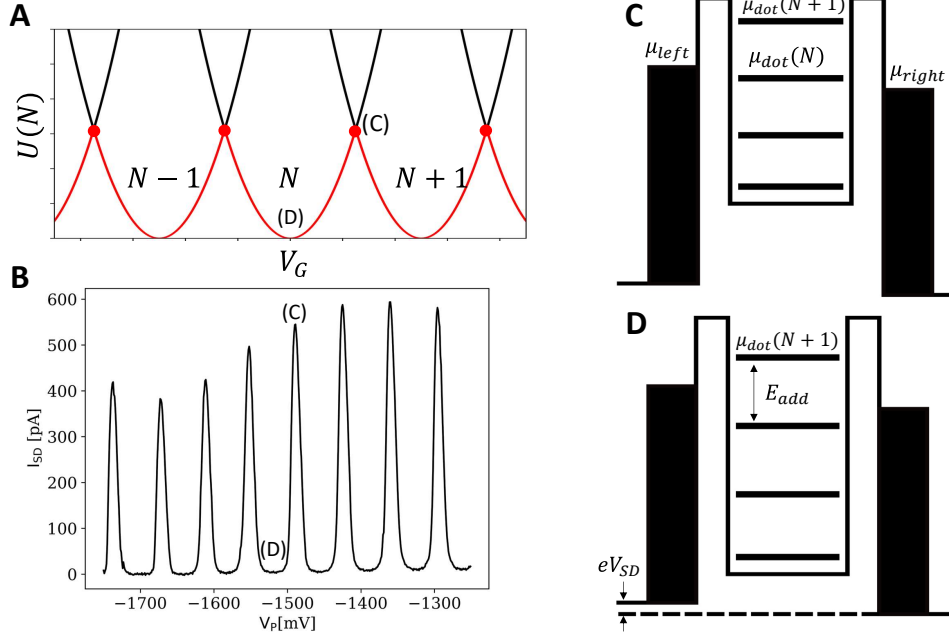 A
U(N)
N − 1
N
N + 1
(C)
(D)
V_G
B
600
500
400
300
200
100
0
I_SD [pA]
(C)
(D)
−1700
−1600
−1500
−1400
−1300
V_P[mV]
C
μ_dot(N+1)
μ_left
μ_dot(N)
μ_right
D
μ_dot(N + 1)
E_add
eV_SD